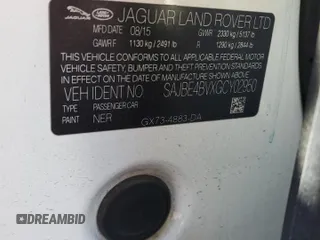 JAGUAR LAND ROVER LTD
MFD DATE 08/15 GVWR 2330 kg / 5137 lb
GAWR F 1130 kg / 2491 lb GAWR R 1290 kg / 2844 lb
THIS VEHICLE CONFORMS TO ALL APPLICABLE FEDERAL MOTOR
VEHICLE SAFETY, BUMPER, AND THEFT PREVENTION STANDARDS
IN EFFECT ON THE DATE OF MANUFACTURE SHOWN ABOVE.
VEH IDENT No SAJBE4BVXGCY02950
TYPE PASSENGER CAR
PAINT NER
GX73-4883-DA
DREAMBID